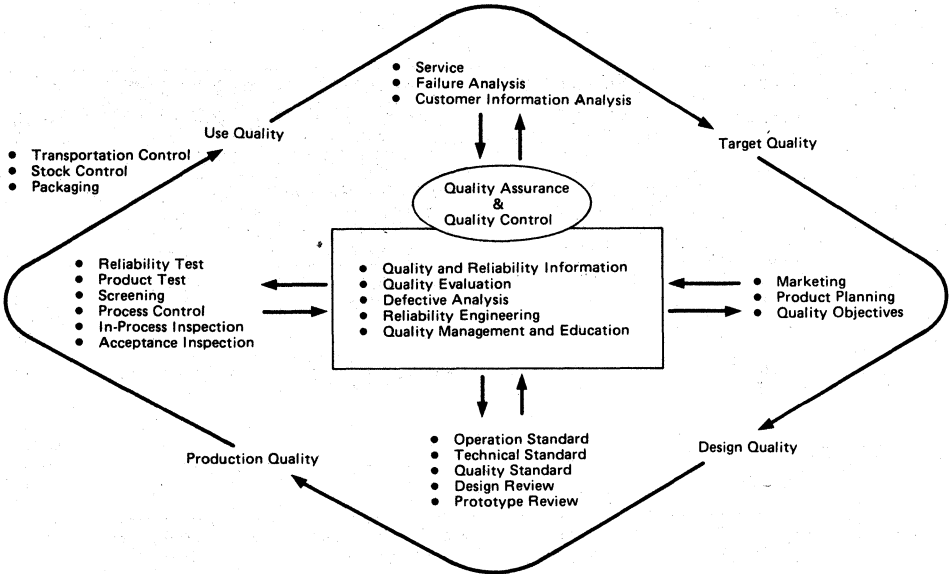 ● Service
● Failure Analysis
● Customer Information Analysis
Use Quality
Target Quality
● Transportation Control
● Stock Control
● Packaging
Quality Assurance
&
Quality Control
● Reliability Test
● Product Test
● Screening
● Process Control
● In-Process Inspection
● Acceptance Inspection
● Quality and Reliability Information
● Quality Evaluation
● Defective Analysis
● Reliability Engineering
● Quality Management and Education
● Marketing
● Product Planning
● Quality Objectives
Production Quality
● Operation Standard
● Technical Standard
● Quality Standard
● Design Review
● Prototype Review
Design Quality